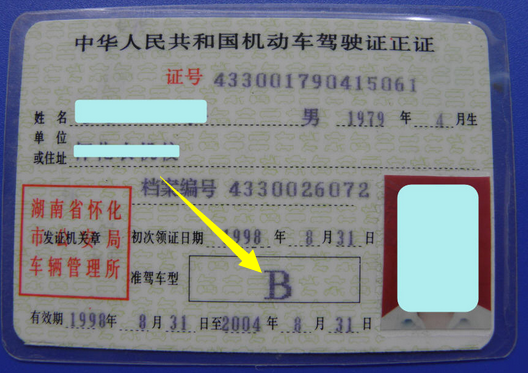 中华人民共和国机动车驾驶证正证
证号 433001790415061
姓名 男 1979 年 4 月生
单位
或住址
档案编号 4330026072
湖南省怀化
市公安局
车辆管理所
发证机关章
初次领证日期 1998 年 8 月 31 日
准驾车型 B
有效期 1998 年 8 月 31 日至 2004 年 8 月 31 日